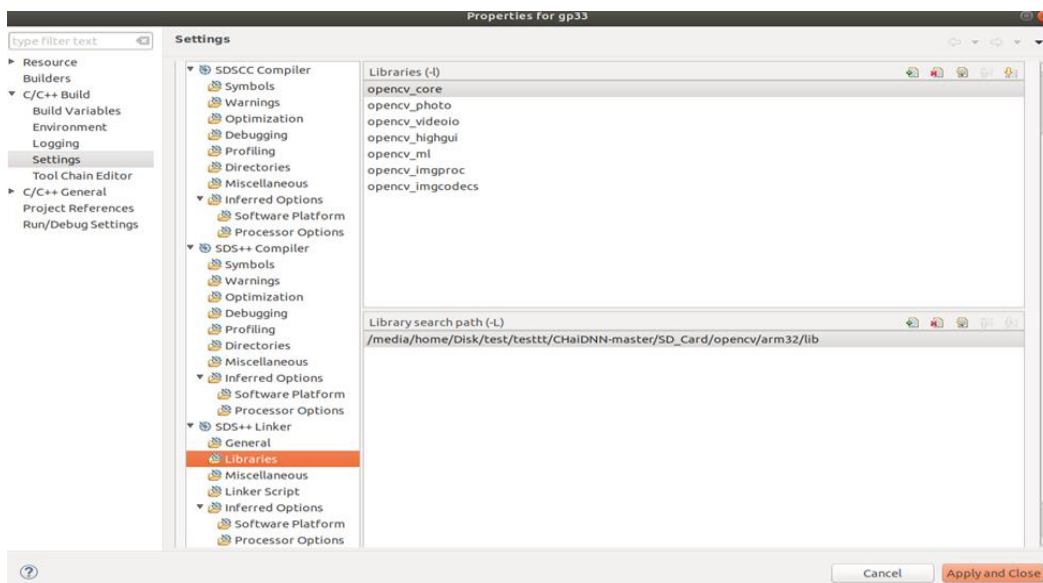 Properties for gp33
type filter text
Resource
Builders
C/C++ Build
Build Variables
Environment
Logging
Settings
Tool Chain Editor
C/C++ General
Project References
Run/Debug Settings
Settings
SDSCC Compiler
Symbols
Warnings
Optimization
Debugging
Profiling
Directories
Miscellaneous
Inferred Options
Software Platform
Processor Options
SDS++ Compiler
Symbols
Warnings
Optimization
Debugging
Profiling
Directories
Miscellaneous
Inferred Options
Software Platform
Processor Options
SDS++ Linker
General
Libraries
Miscellaneous
Linker Script
Inferred Options
Software Platform
Processor Options
Libraries (-l)
opencv_core
opencv_photo
opencv_videoio
opencv_highgui
opencv_ml
opencv_imgproc
opencv_imgcodecs
Library search path (-L)
/media/home/Disk/test/testtt/CHaiDNN-master/SD_Card/opencv/arm32/lib
?
Cancel
Apply and Close